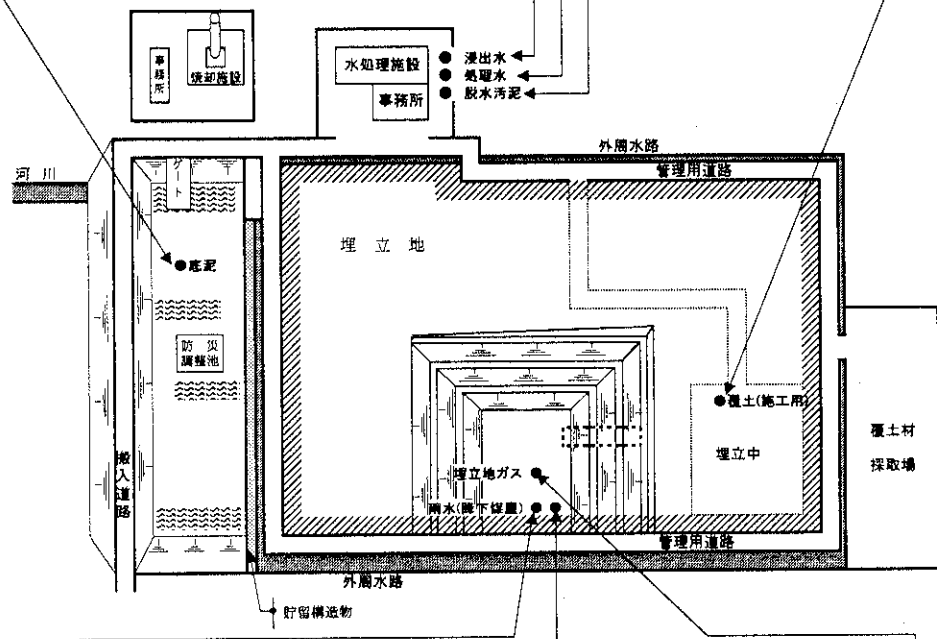 事務所
焼却施設
水処理施設
事務所
浸出水
処理水
脱水汚泥
外周水路
管理用道路
河川
ゲート
底泥
埋立地
防災
調整池
覆土(施工用)
埋立中
覆土材
採取場
搬入道路
埋立地ガス
雨水(降下煤塵)
管理用道路
外周水路
貯留構造物